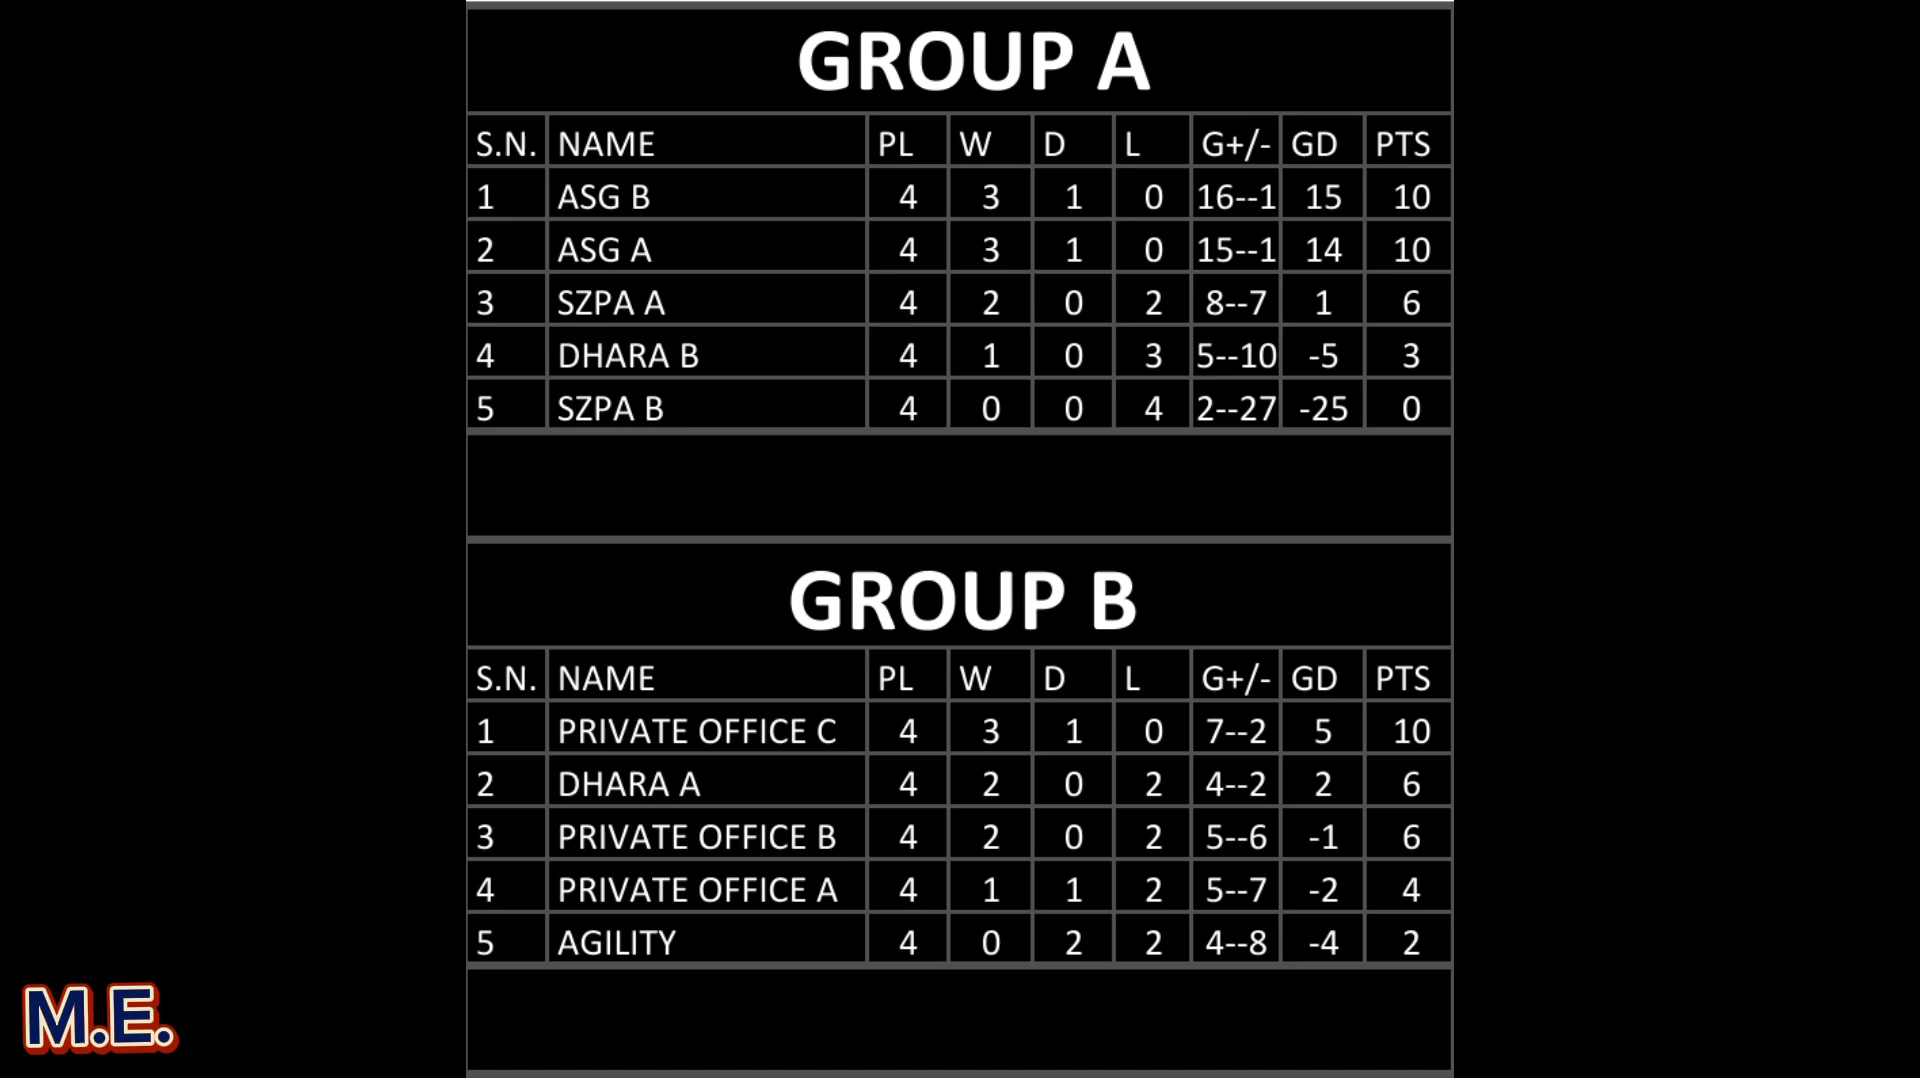 GROUP A
S.N. NAME PL W D L G+/- GD PTS
1 ASG B 4 3 1 0 16--1 15 10
2 ASG A 4 3 1 0 15--1 14 10
3 SZPA A 4 2 0 2 8--7 1 6
4 DHARA B 4 1 0 3 5--10 -5 3
5 SZPA B 4 0 0 4 2--27 -25 0
GROUP B
S.N. NAME PL W D L G+/- GD PTS
1 PRIVATE OFFICE C 4 3 1 0 7--2 5 10
2 DHARA A 4 2 0 2 4--2 2 6
3 PRIVATE OFFICE B 4 2 0 2 5--6 -1 6
4 PRIVATE OFFICE A 4 1 1 2 5--7 -2 4
5 AGILITY 4 0 2 2 4--8 -4 2
M.E.